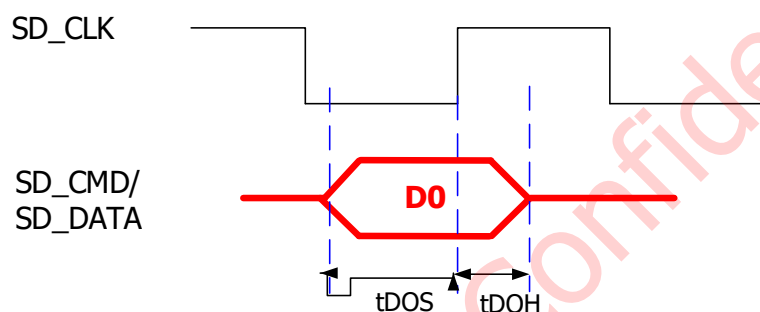 SD_CLK
SD_CMD/
SD_DATA
D0
tDOS
tDOH
Confide